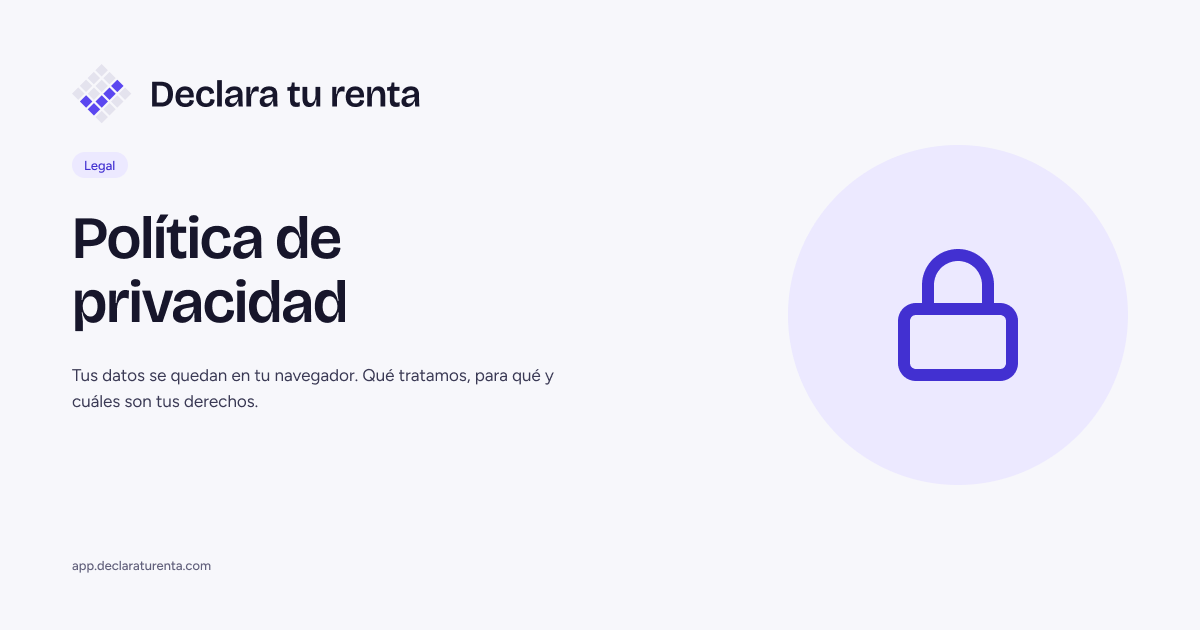 Declara tu renta
Legal
Política de
privacidad
Tus datos se quedan en tu navegador. Qué tratamos, para qué y
cuáles son tus derechos.
app.declaraturenta.com